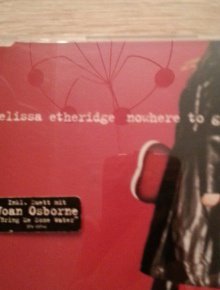 elissa etheridge nowhere to g
Inkl. Duett mit
Joan Osborne
"Bring Me Some Water"